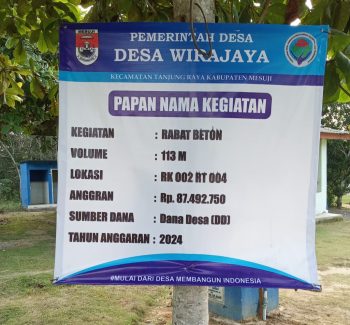 PEMERINTAH DESA
DESA WIRAJAYA
KECAMATAN TANJUNG RAYA KABUPATEN MESUJI
PAPAN NAMA KEGIATAN
KEGIATAN : RABAT BETON
VOLUME : 113 M
LOKASI : RK 002 RT 004
ANGGRAN : Rp. 87.492.750
SUMBER DANA : Dana Desa (DD)
TAHUN ANGGARAN : 2024
#MULAI DARI DESA MEMBANGUN INDONESIA